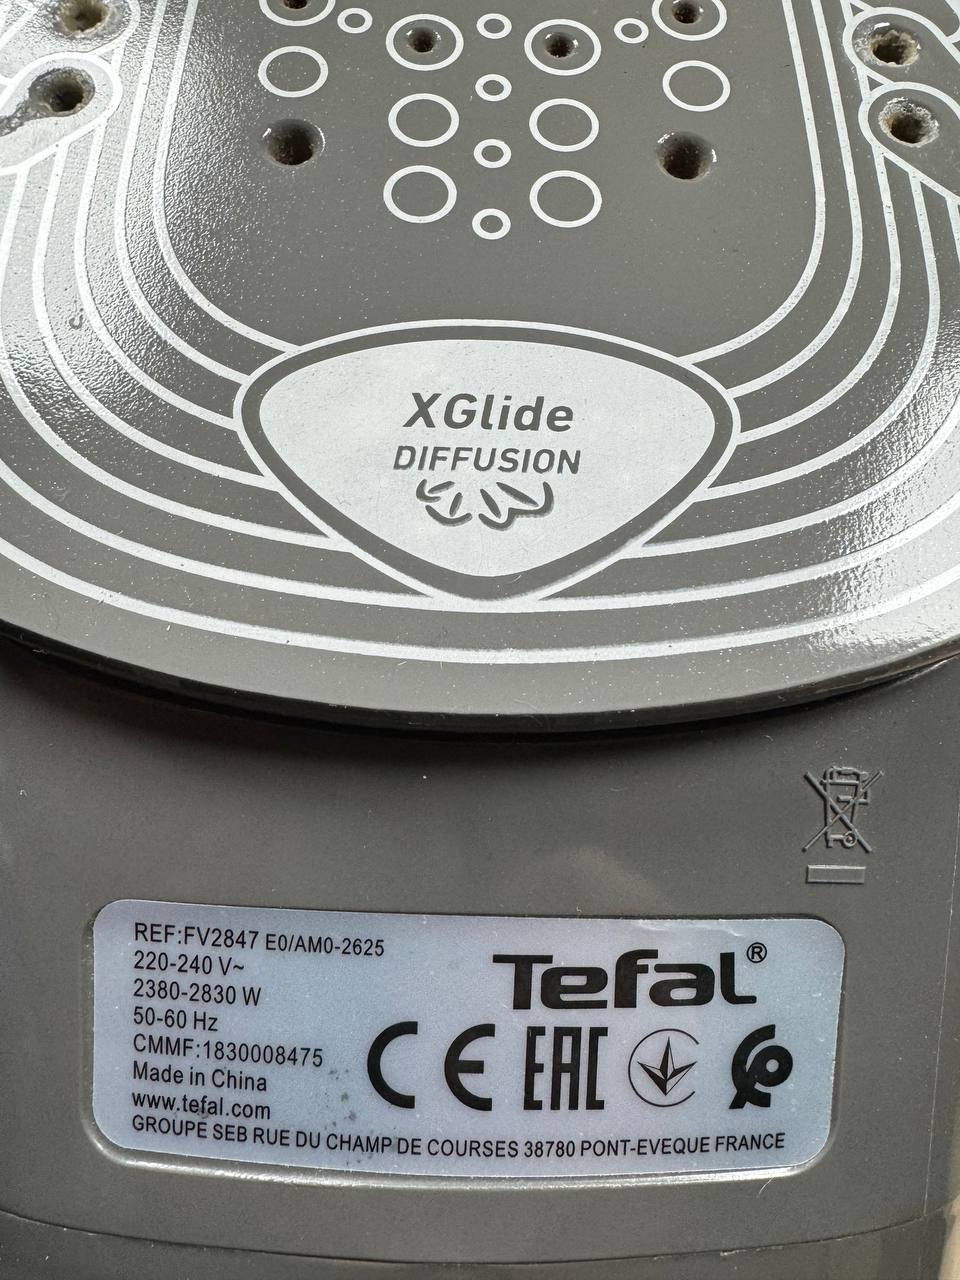 XGlide
DIFFUSION
REF:FV2847 E0/AM0-2625
220-240 V~
2380-2830 W
50-60 Hz
CMMF:1830008475
Made in China
www.tefal.com
GROUPE SEB RUE DU CHAMP DE COURSES 38780 PONT-EVEQUE FRANCE
Tefal®
CE EAC